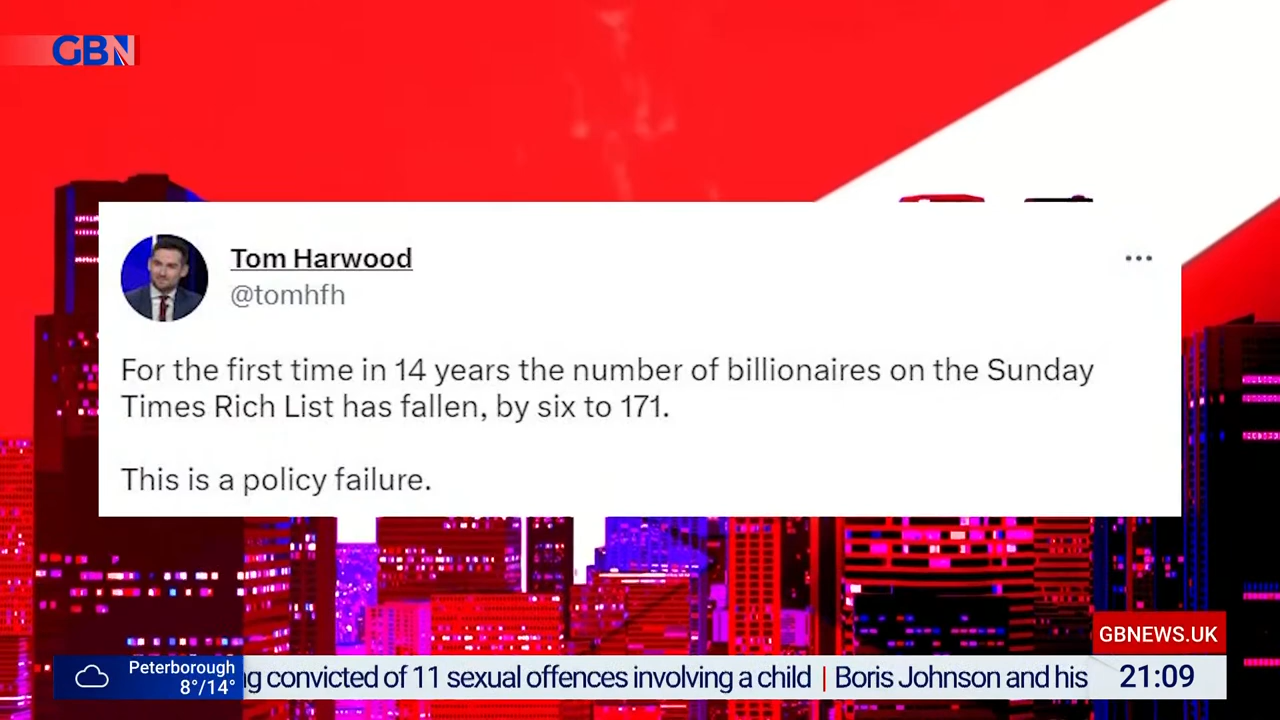 GBN
Tom Harwood
@tomhfh
For the first time in 14 years the number of billionaires on the Sunday
Times Rich List has fallen, by six to 171.
This is a policy failure.
GBNEWS.UK
Peterborough
8°/14°
g convicted of 11 sexual offences involving a child | Boris Johnson and his
21:09